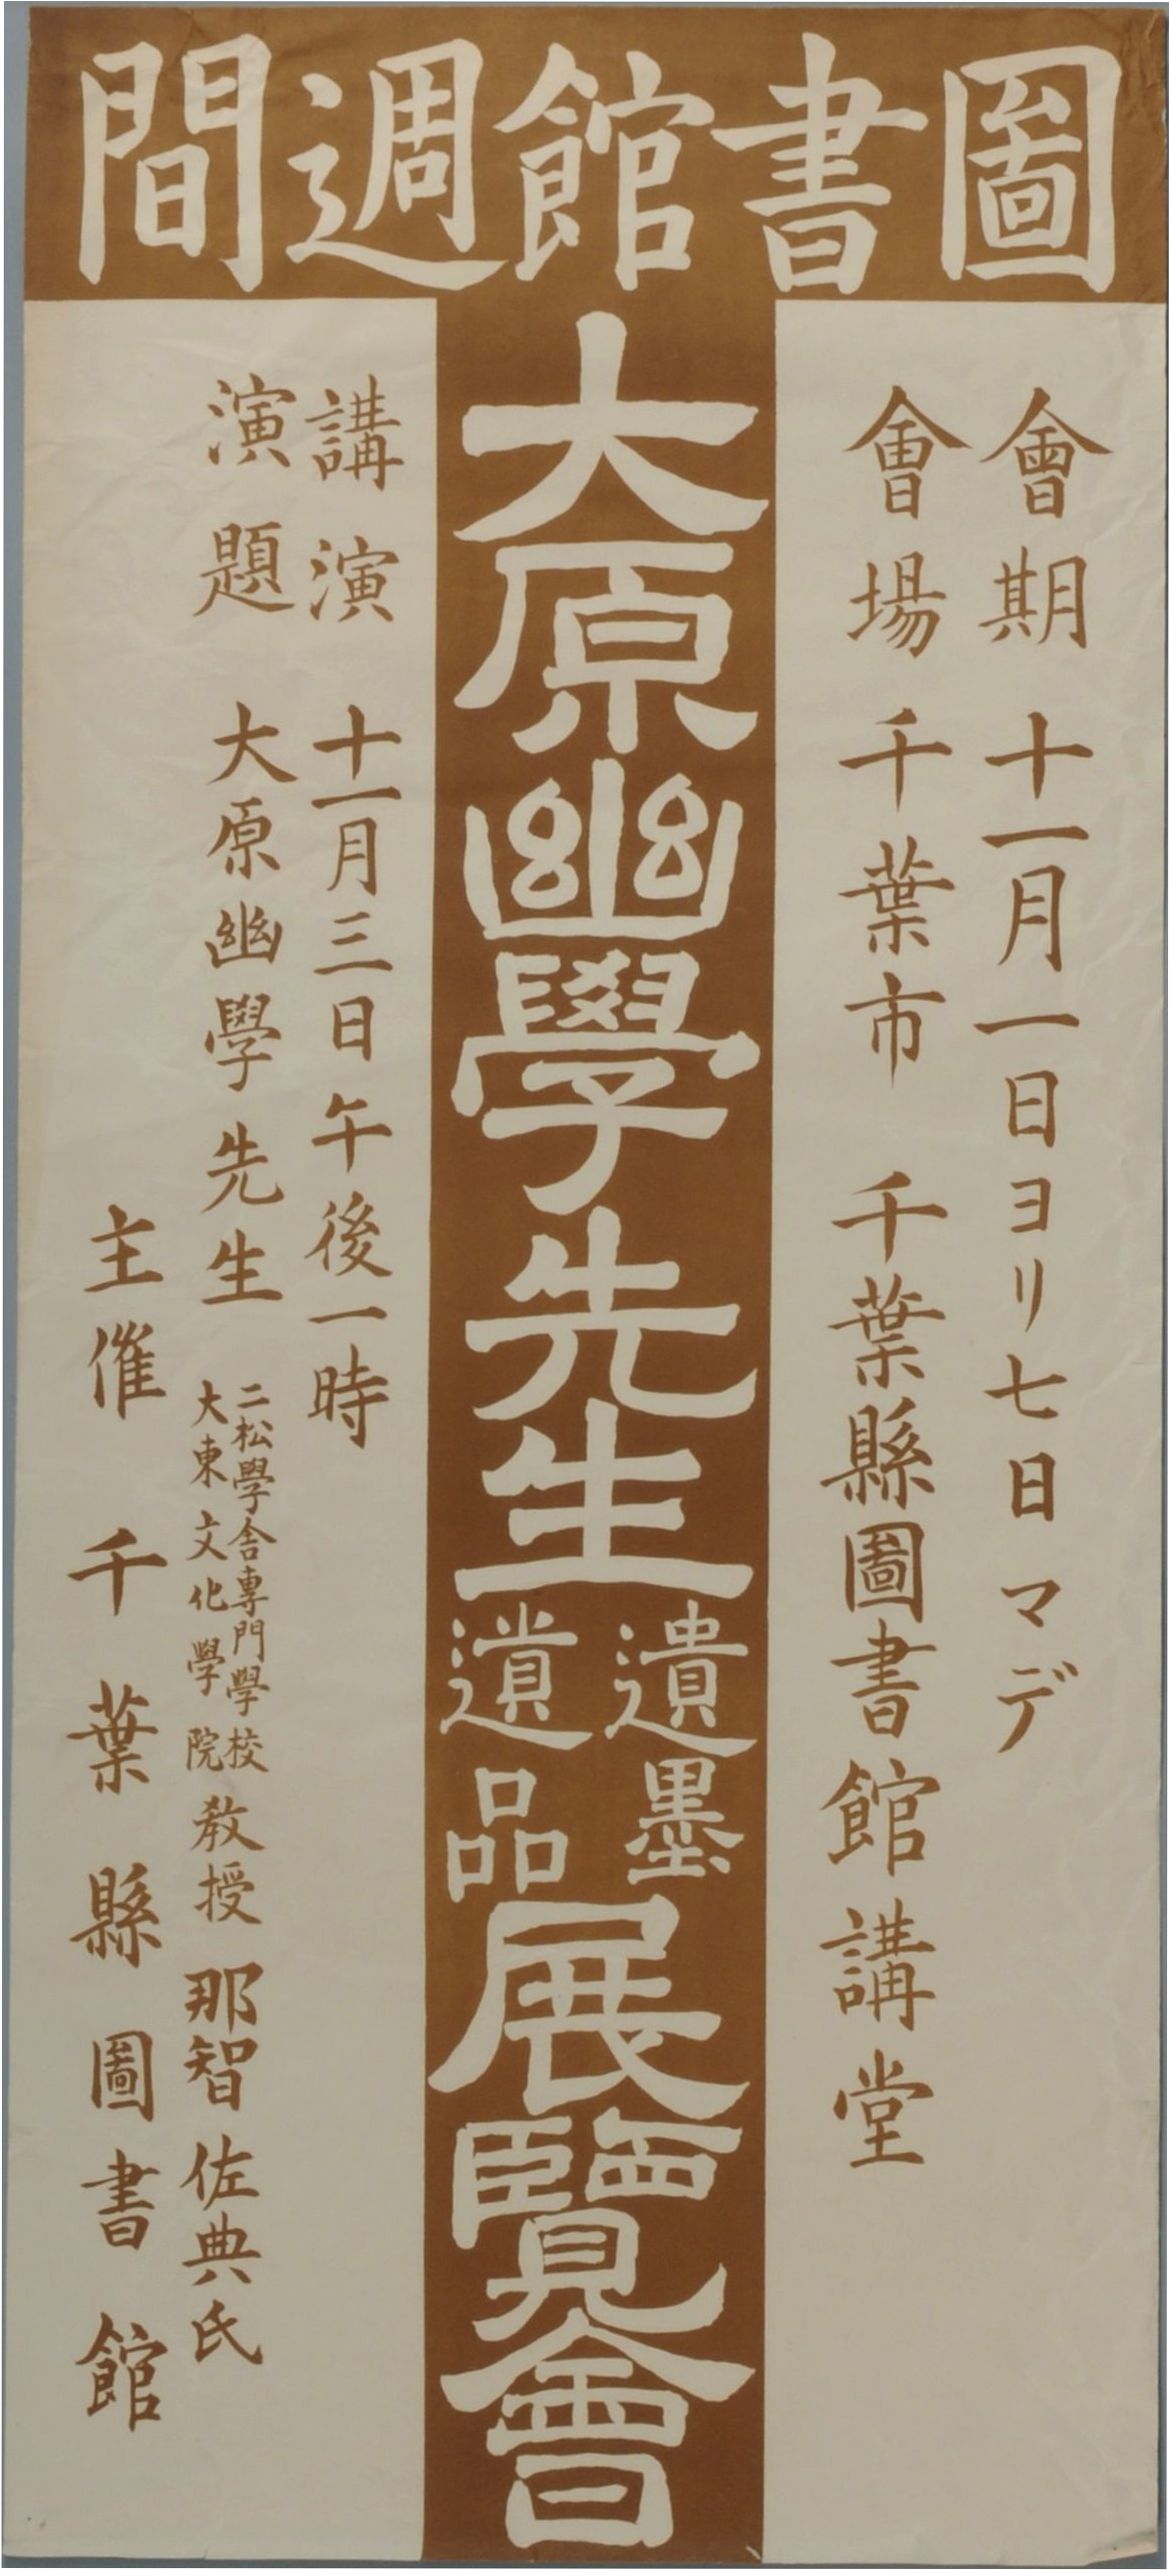 圖書館週間
會期 十一月一日ヨリ七日マデ
會場 千葉市 千葉縣圖書館講堂
大原幽學先生遺墨遺品展覽會
講演 十一月三日午後一時
演題 大原幽學先生 二松學舎專門學校大東文化學院教授 那智佐典氏
主催 千葉縣圖書館